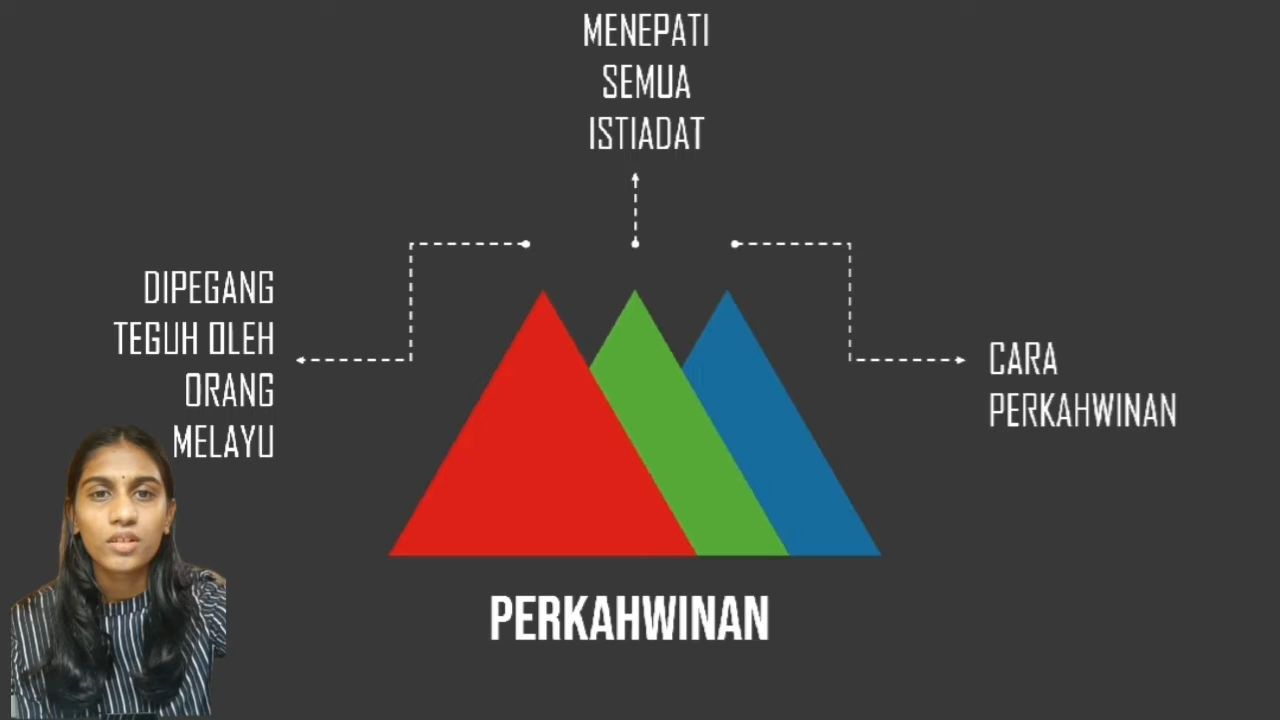 MENEPATI
SEMUA
ISTIADAT
DIPEGANG
TEGUH OLEH
ORANG
MELAYU
CARA
PERKAHWINAN
PERKAHWINAN